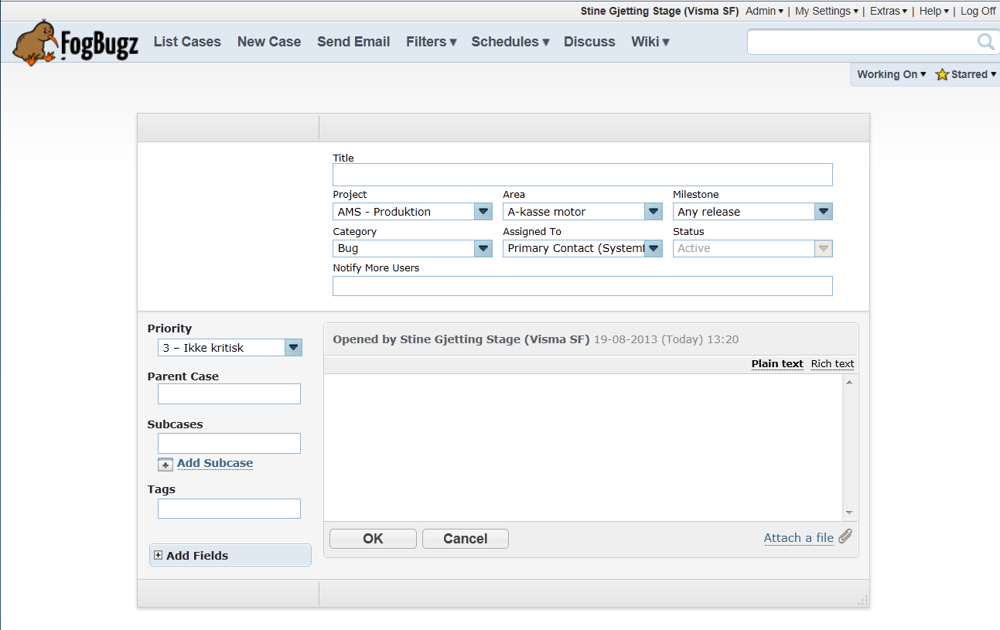 Stine Gjetting Stage (Visma SF) Admin ▾ | My Settings ▾ | Extras ▾ | Help ▾ | Log Off
FogBugz List Cases New Case Send Email Filters ▾ Schedules ▾ Discuss Wiki ▾
Working On ▾ Starred ▾
Title
Project Area Milestone
AMS - Produktion A-kasse motor Any release
Category Assigned To Status
Bug Primary Contact (Systemf Active
Notify More Users
Priority
3 – Ikke kritisk
Parent Case
Subcases
Add Subcase
Tags
Add Fields
Opened by Stine Gjetting Stage (Visma SF) 19-08-2013 (Today) 13:20
Plain text Rich text
OK Cancel Attach a file